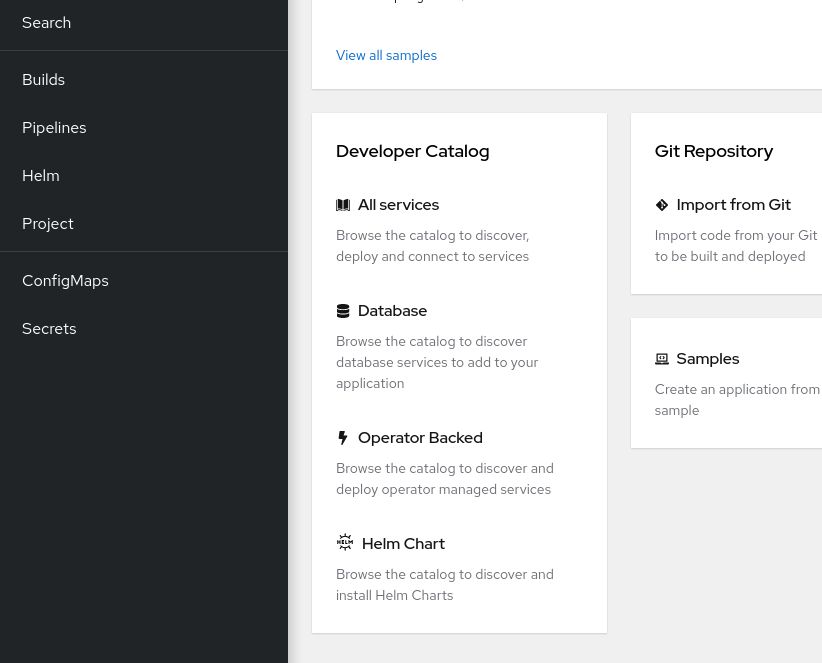 Search
Builds
Pipelines
Helm
Project
ConfigMaps
Secrets
View all samples
Developer Catalog
All services
Browse the catalog to discover,
deploy and connect to services
Database
Browse the catalog to discover
database services to add to your
application
Operator Backed
Browse the catalog to discover and
deploy operator managed services
HELM Helm Chart
Browse the catalog to discover and
install Helm Charts
Git Repository
Import from Git
Import code from your Git
to be built and deployed
Samples
Create an application from
sample